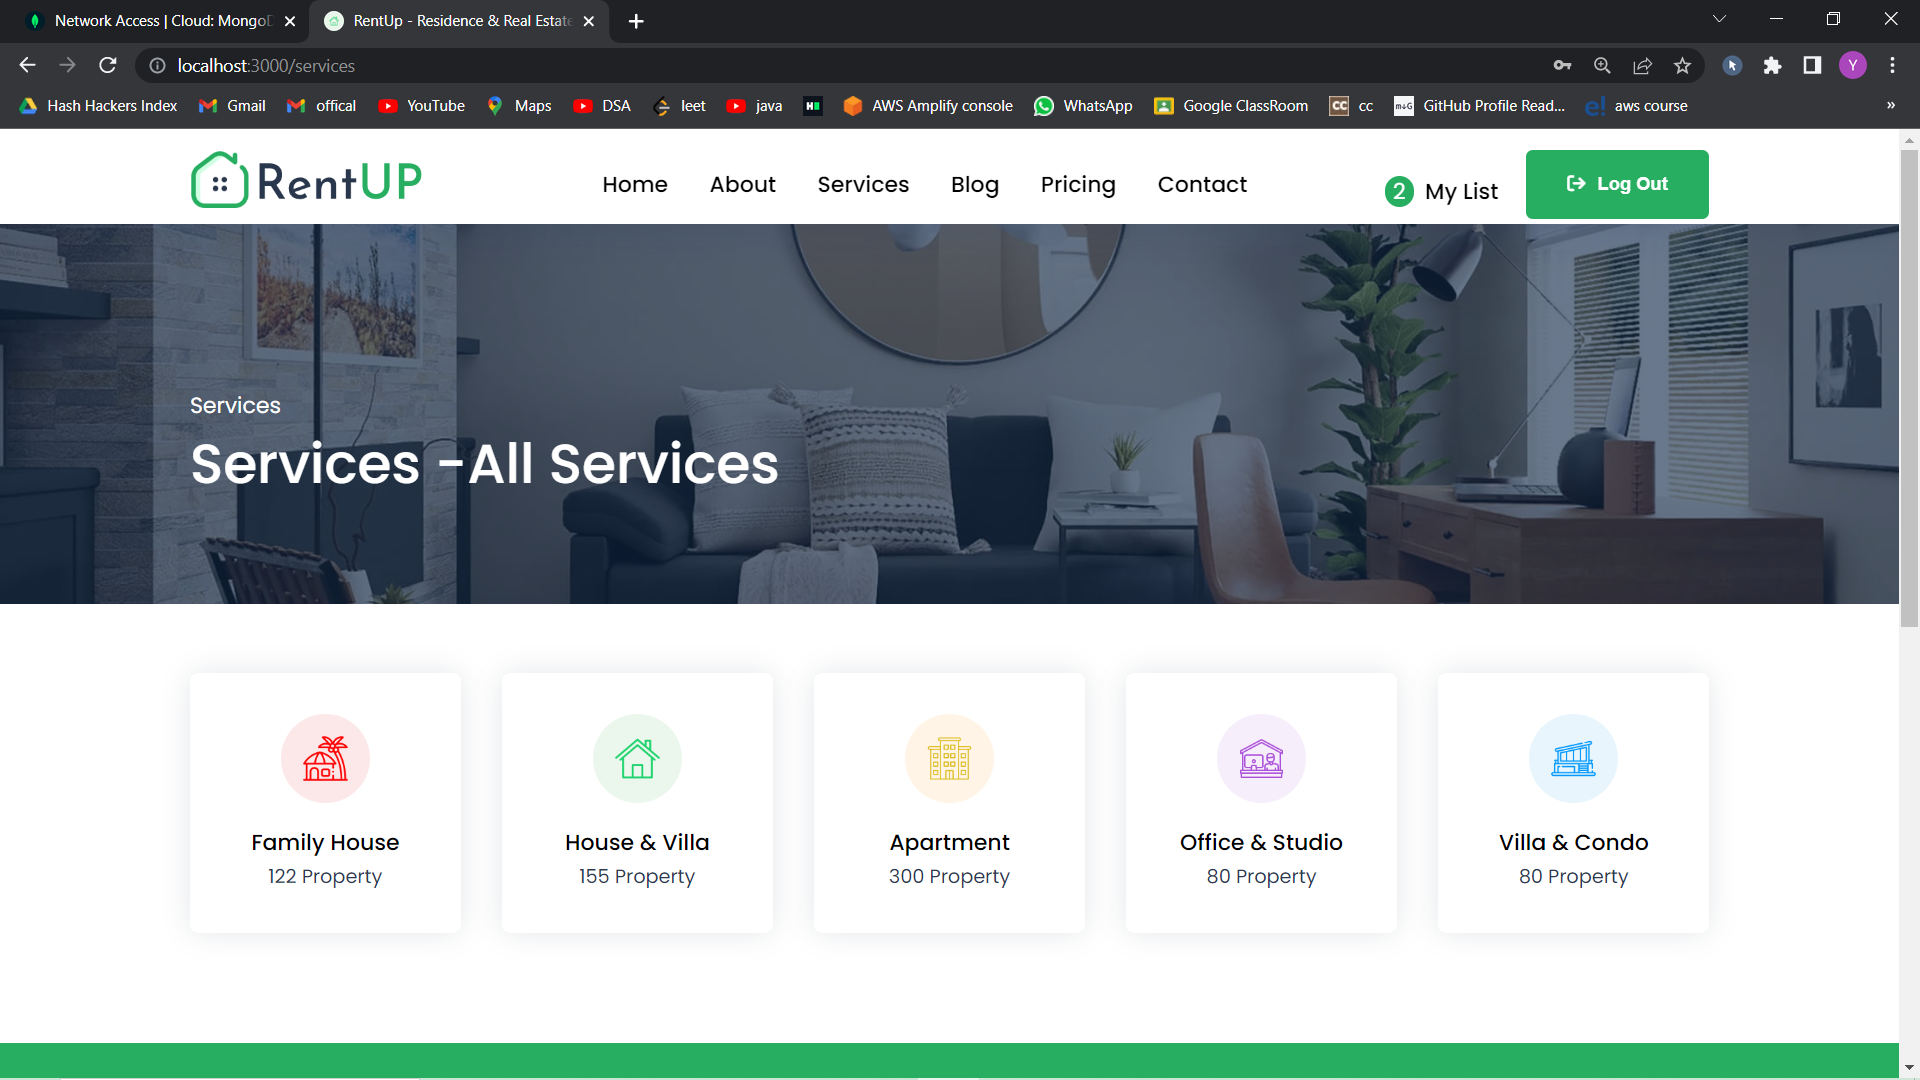 Network Access | Cloud: MongoD
RentUp - Residence & Real Estate
localhost:3000/services
Y
Hash Hackers Index
Gmail
offical
YouTube
Maps
DSA
leet
java
AWS Amplify console
WhatsApp
Google ClassRoom
CC
cc
GitHub Profile Read...
e!
aws course
»
RentUP
Home
About
Services
Blog
Pricing
Contact
2
My List
Log Out
Services
Services -All Services
Family House
122 Property
House & Villa
155 Property
Apartment
300 Property
Office & Studio
80 Property
Villa & Condo
80 Property